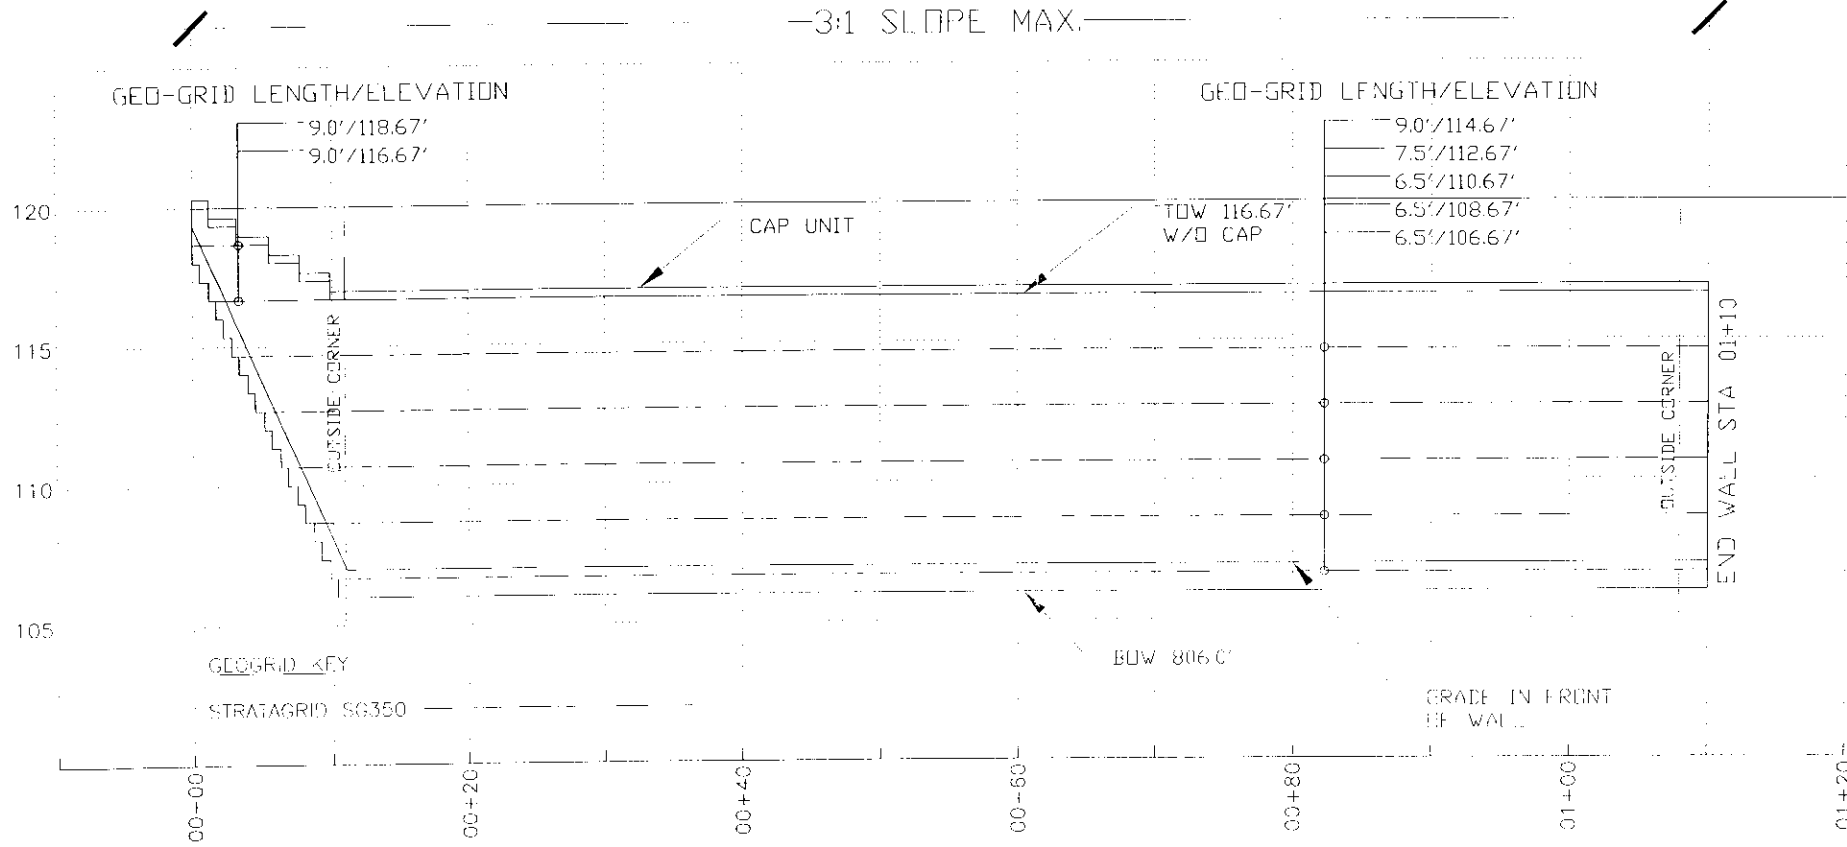 3:1 SLOPE MAX.
GEO-GRID LENGTH/ELEVATION
9.0'/118.67'
9.0'/116.67'
GEO-GRID LENGTH/ELEVATION
9.0'/114.67'
7.5'/112.67'
6.5'/110.67'
6.5'/108.67'
6.5'/106.67'
120
CAP UNIT
TOW 116.67'
W/O CAP
115
110
105
OUTSIDE CORNER
OUTSIDE CORNER
END WALL STA 01+10
GEOGRID KEY
STRATAGRID SG350
BOW 806.0'
GRADE IN FRONT
OF WALL
00+00
00+20
00+40
00+60
00+80
01+00
01+20